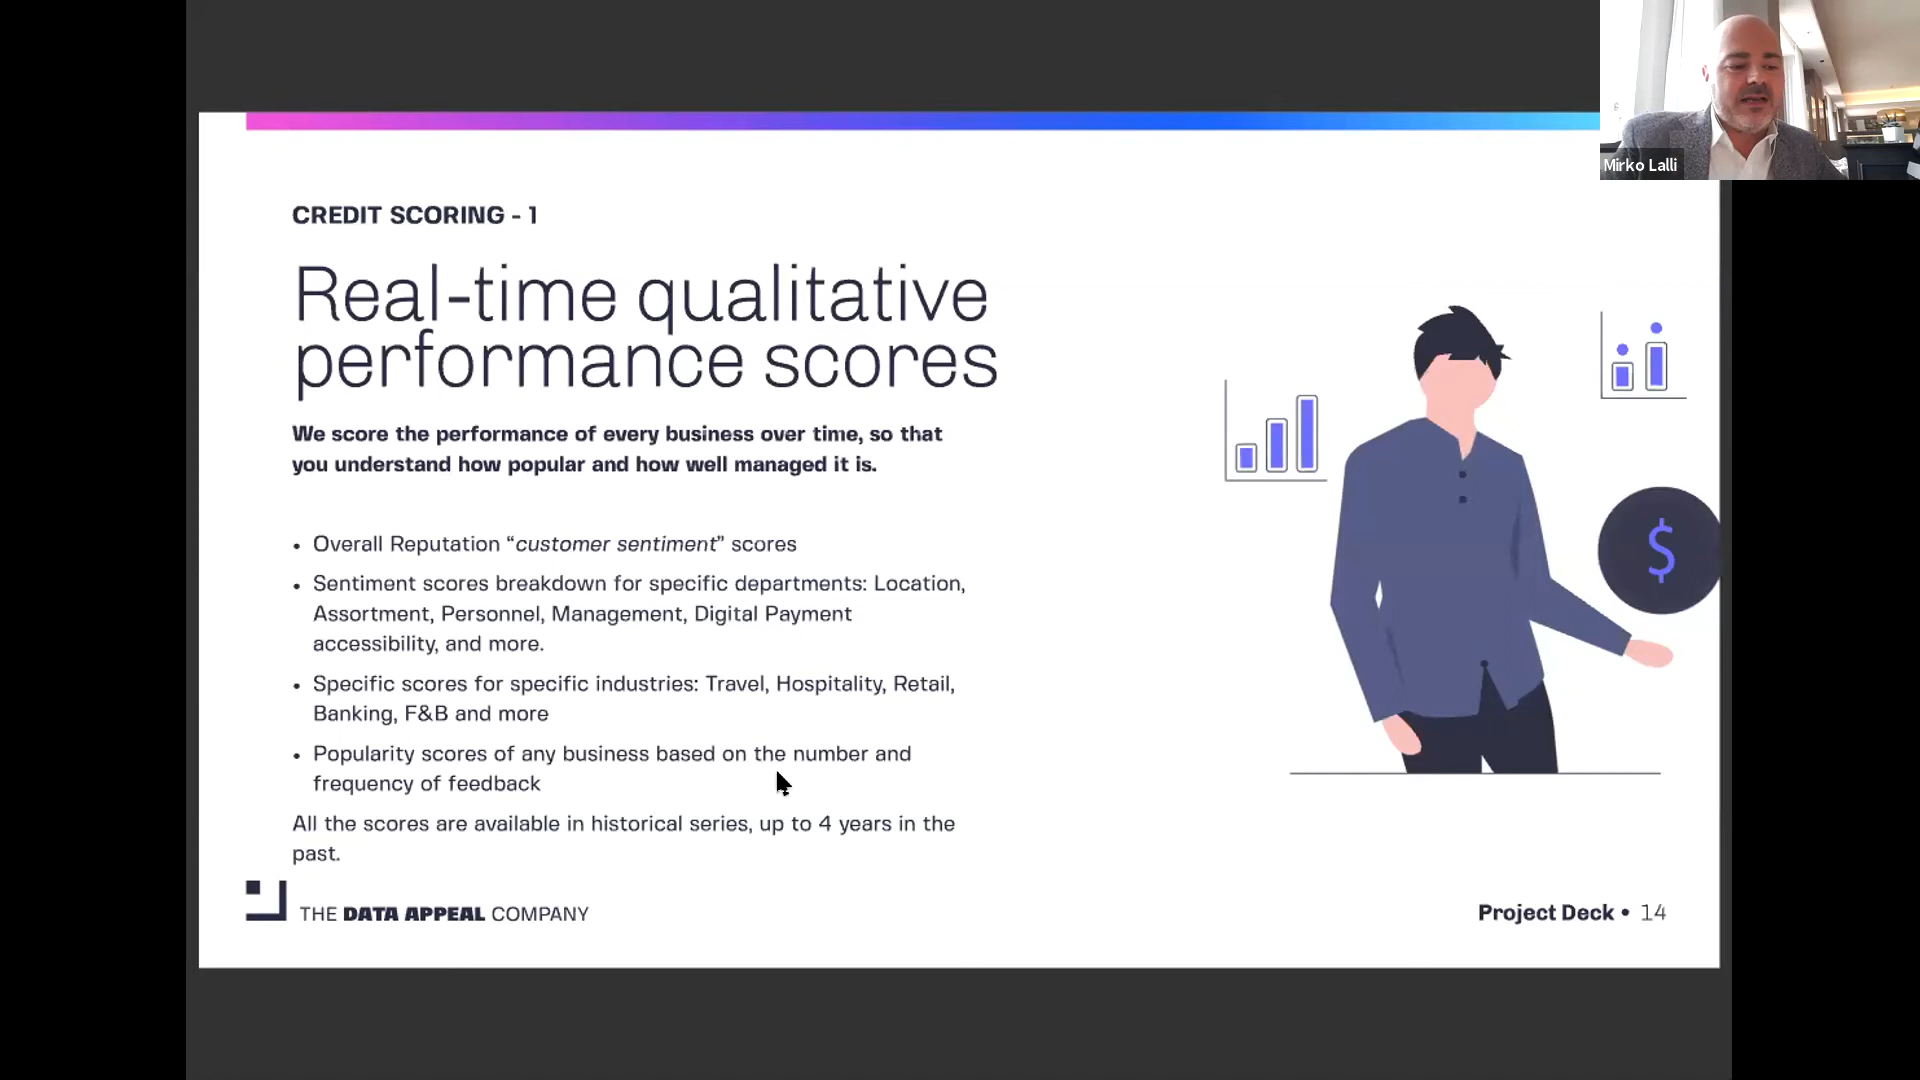 Mirko Lalli
CREDIT SCORING - 1
Real-time qualitative
performance scores
We score the performance of every business over time, so that
you understand how popular and how well managed it is.
• Overall Reputation “customer sentiment” scores
• Sentiment scores breakdown for specific departments: Location,
Assortment, Personnel, Management, Digital Payment
accessibility, and more.
• Specific scores for specific industries: Travel, Hospitality, Retail,
Banking, F&B and more
• Popularity scores of any business based on the number and
frequency of feedback
All the scores are available in historical series, up to 4 years in the
past.
$
THE DATA APPEAL COMPANY
Project Deck • 14